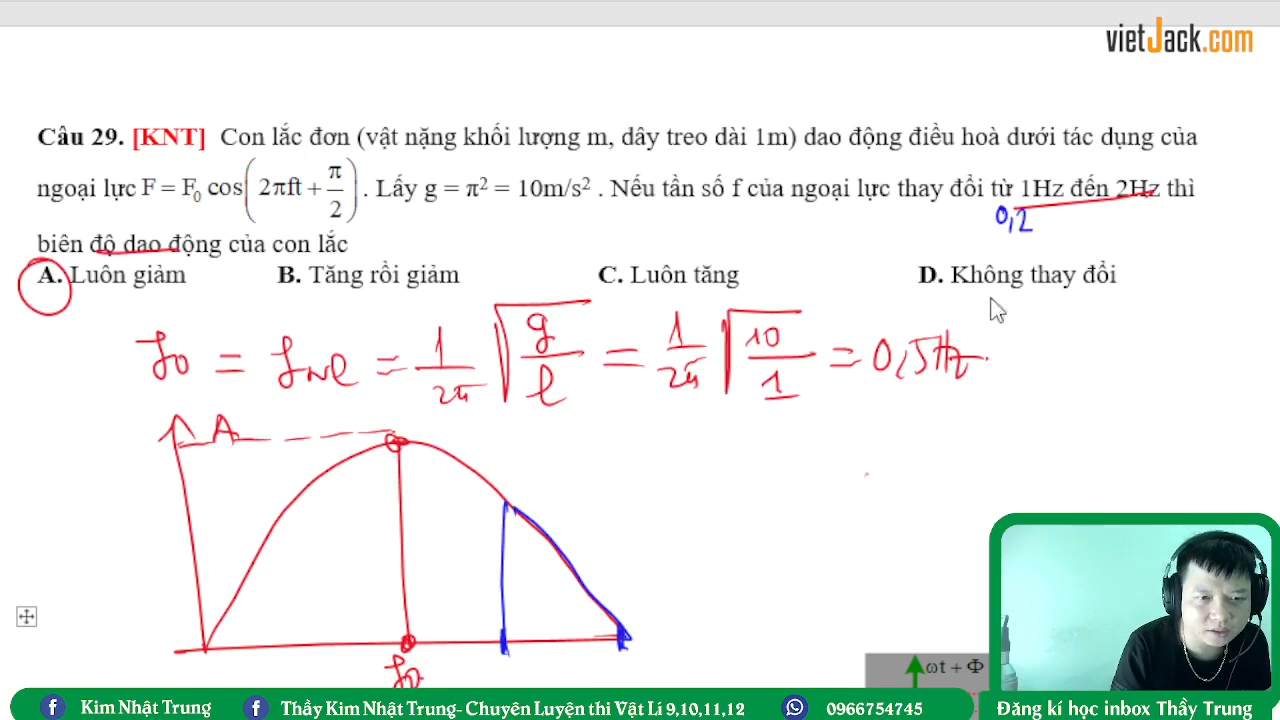 vietJack.com
Câu 29. [KNT] Con lắc đơn (vật nặng khối lượng m, dây treo dài 1m) dao động điều hoà dưới tác dụng của
ngoại lực F = F₀ cos(2πft + π/2). Lấy g = π² = 10m/s². Nếu tần số f của ngoại lực thay đổi từ 1Hz đến 2Hz thì
0,2
biên độ dao động của con lắc
A. Luôn giảm B. Tăng rồi giảm C. Luôn tăng D. Không thay đổi
f0 = fNL = 1/2π √g/l = 1/2π √10/1 = 0,5Hz
A
f0
ωt + Φ
Kim Nhật Trung Thầy Kim Nhật Trung- Chuyên Luyện thi Vật Lí 9,10,11,12 0966754745 Đăng kí học inbox Thầy Trung